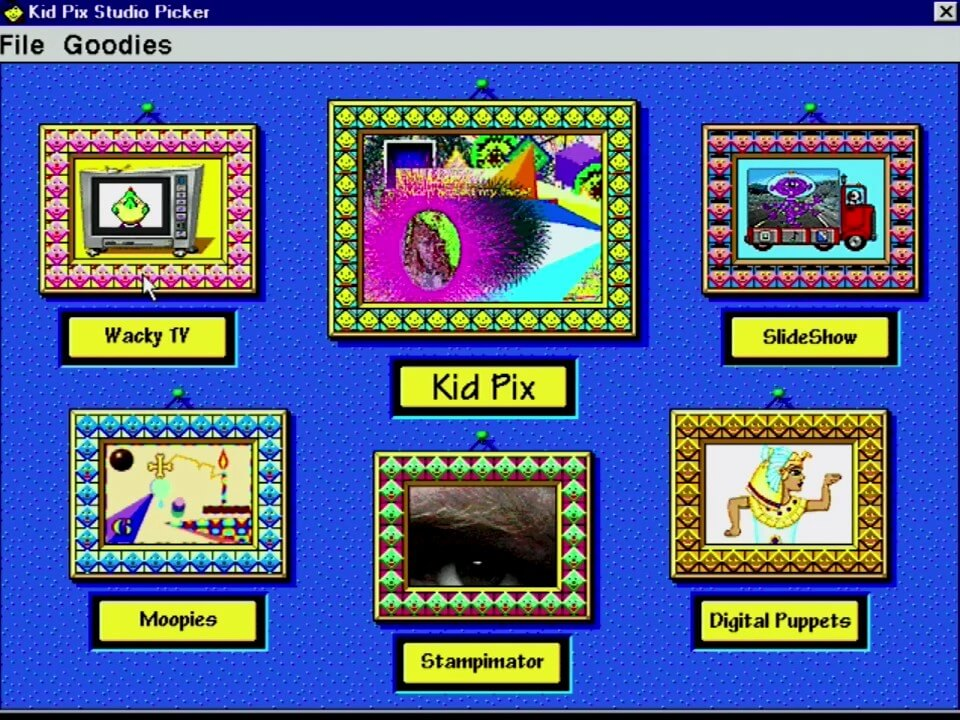 Kid Pix Studio Picker
File Goodies
Wacky TV
Kid Pix
SlideShow
Moopies
Stampimator
Digital Puppets